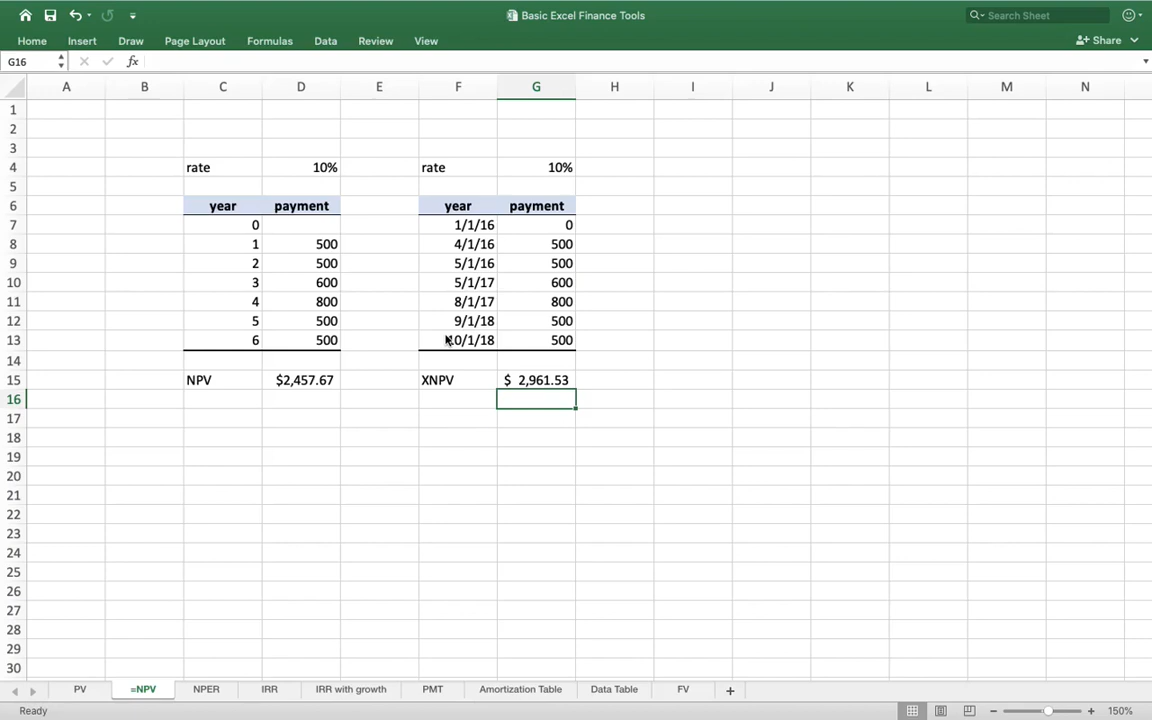 Basic Excel Finance Tools
Search Sheet
Home Insert Draw Page Layout Formulas Data Review View
Share
G16 fx
A B C D E F G H I J K L M N
1
2
3
4 rate 10% rate 10%
5
6 year payment year payment
7 0 1/1/16 0
8 1 500 4/1/16 500
9 2 500 5/1/16 500
10 3 600 5/1/17 600
11 4 800 8/1/17 800
12 5 500 9/1/18 500
13 6 500 10/1/18 500
14
15 NPV $2,457.67 XNPV $ 2,961.53
16
17
18
19
20
21
22
23
24
25
26
27
28
29
30
PV =NPV NPER IRR IRR with growth PMT Amortization Table Data Table FV +
Ready 150%